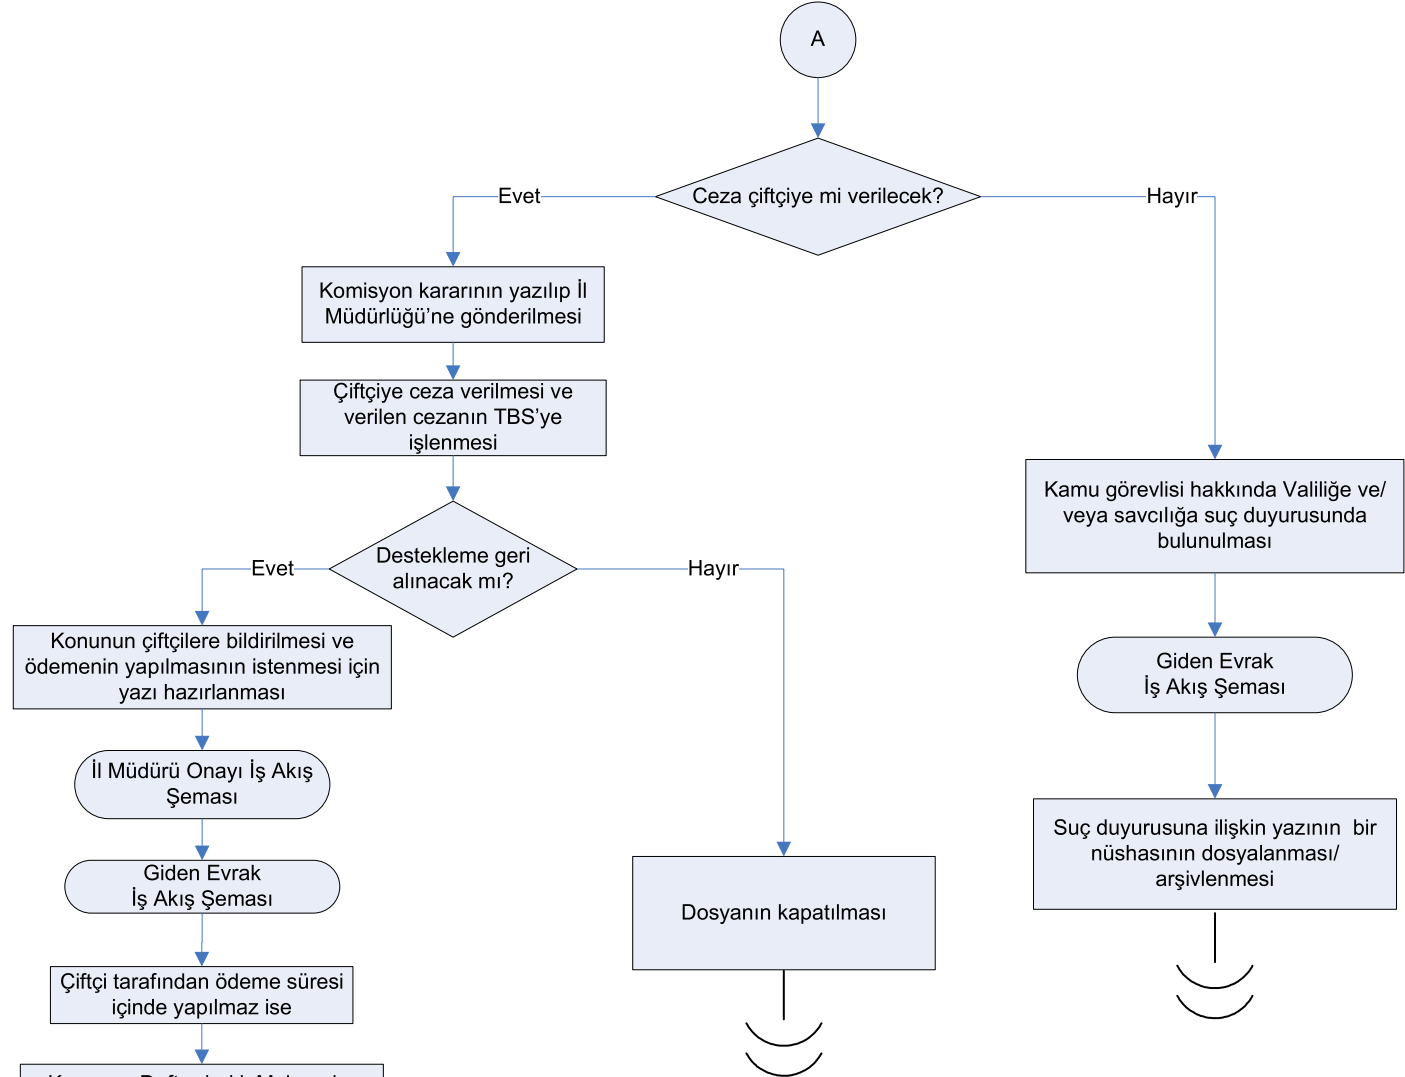 A
Ceza çiftçiye mi verilecek?
Evet
Hayır
Komisyon kararının yazılıp İl
Müdürlüğü’ne gönderilmesi
Çiftçiye ceza verilmesi ve
verilen cezanın TBS’ye
işlenmesi
Destekleme geri
alınacak mı?
Evet
Hayır
Konunun çiftçilere bildirilmesi ve
ödemenin yapılmasının istenmesi için
yazı hazırlanması
İl Müdürü Onayı İş Akış
Şeması
Giden Evrak
İş Akış Şeması
Çiftçi tarafından ödeme süresi
içinde yapılmaz ise
Dosyanın kapatılması
Kamu görevlisi hakkında Valiliğe ve/
veya savcılığa suç duyurusunda
bulunulması
Giden Evrak
İş Akış Şeması
Suç duyurusuna ilişkin yazının  bir
nüshasının dosyalanması/
arşivlenmesi